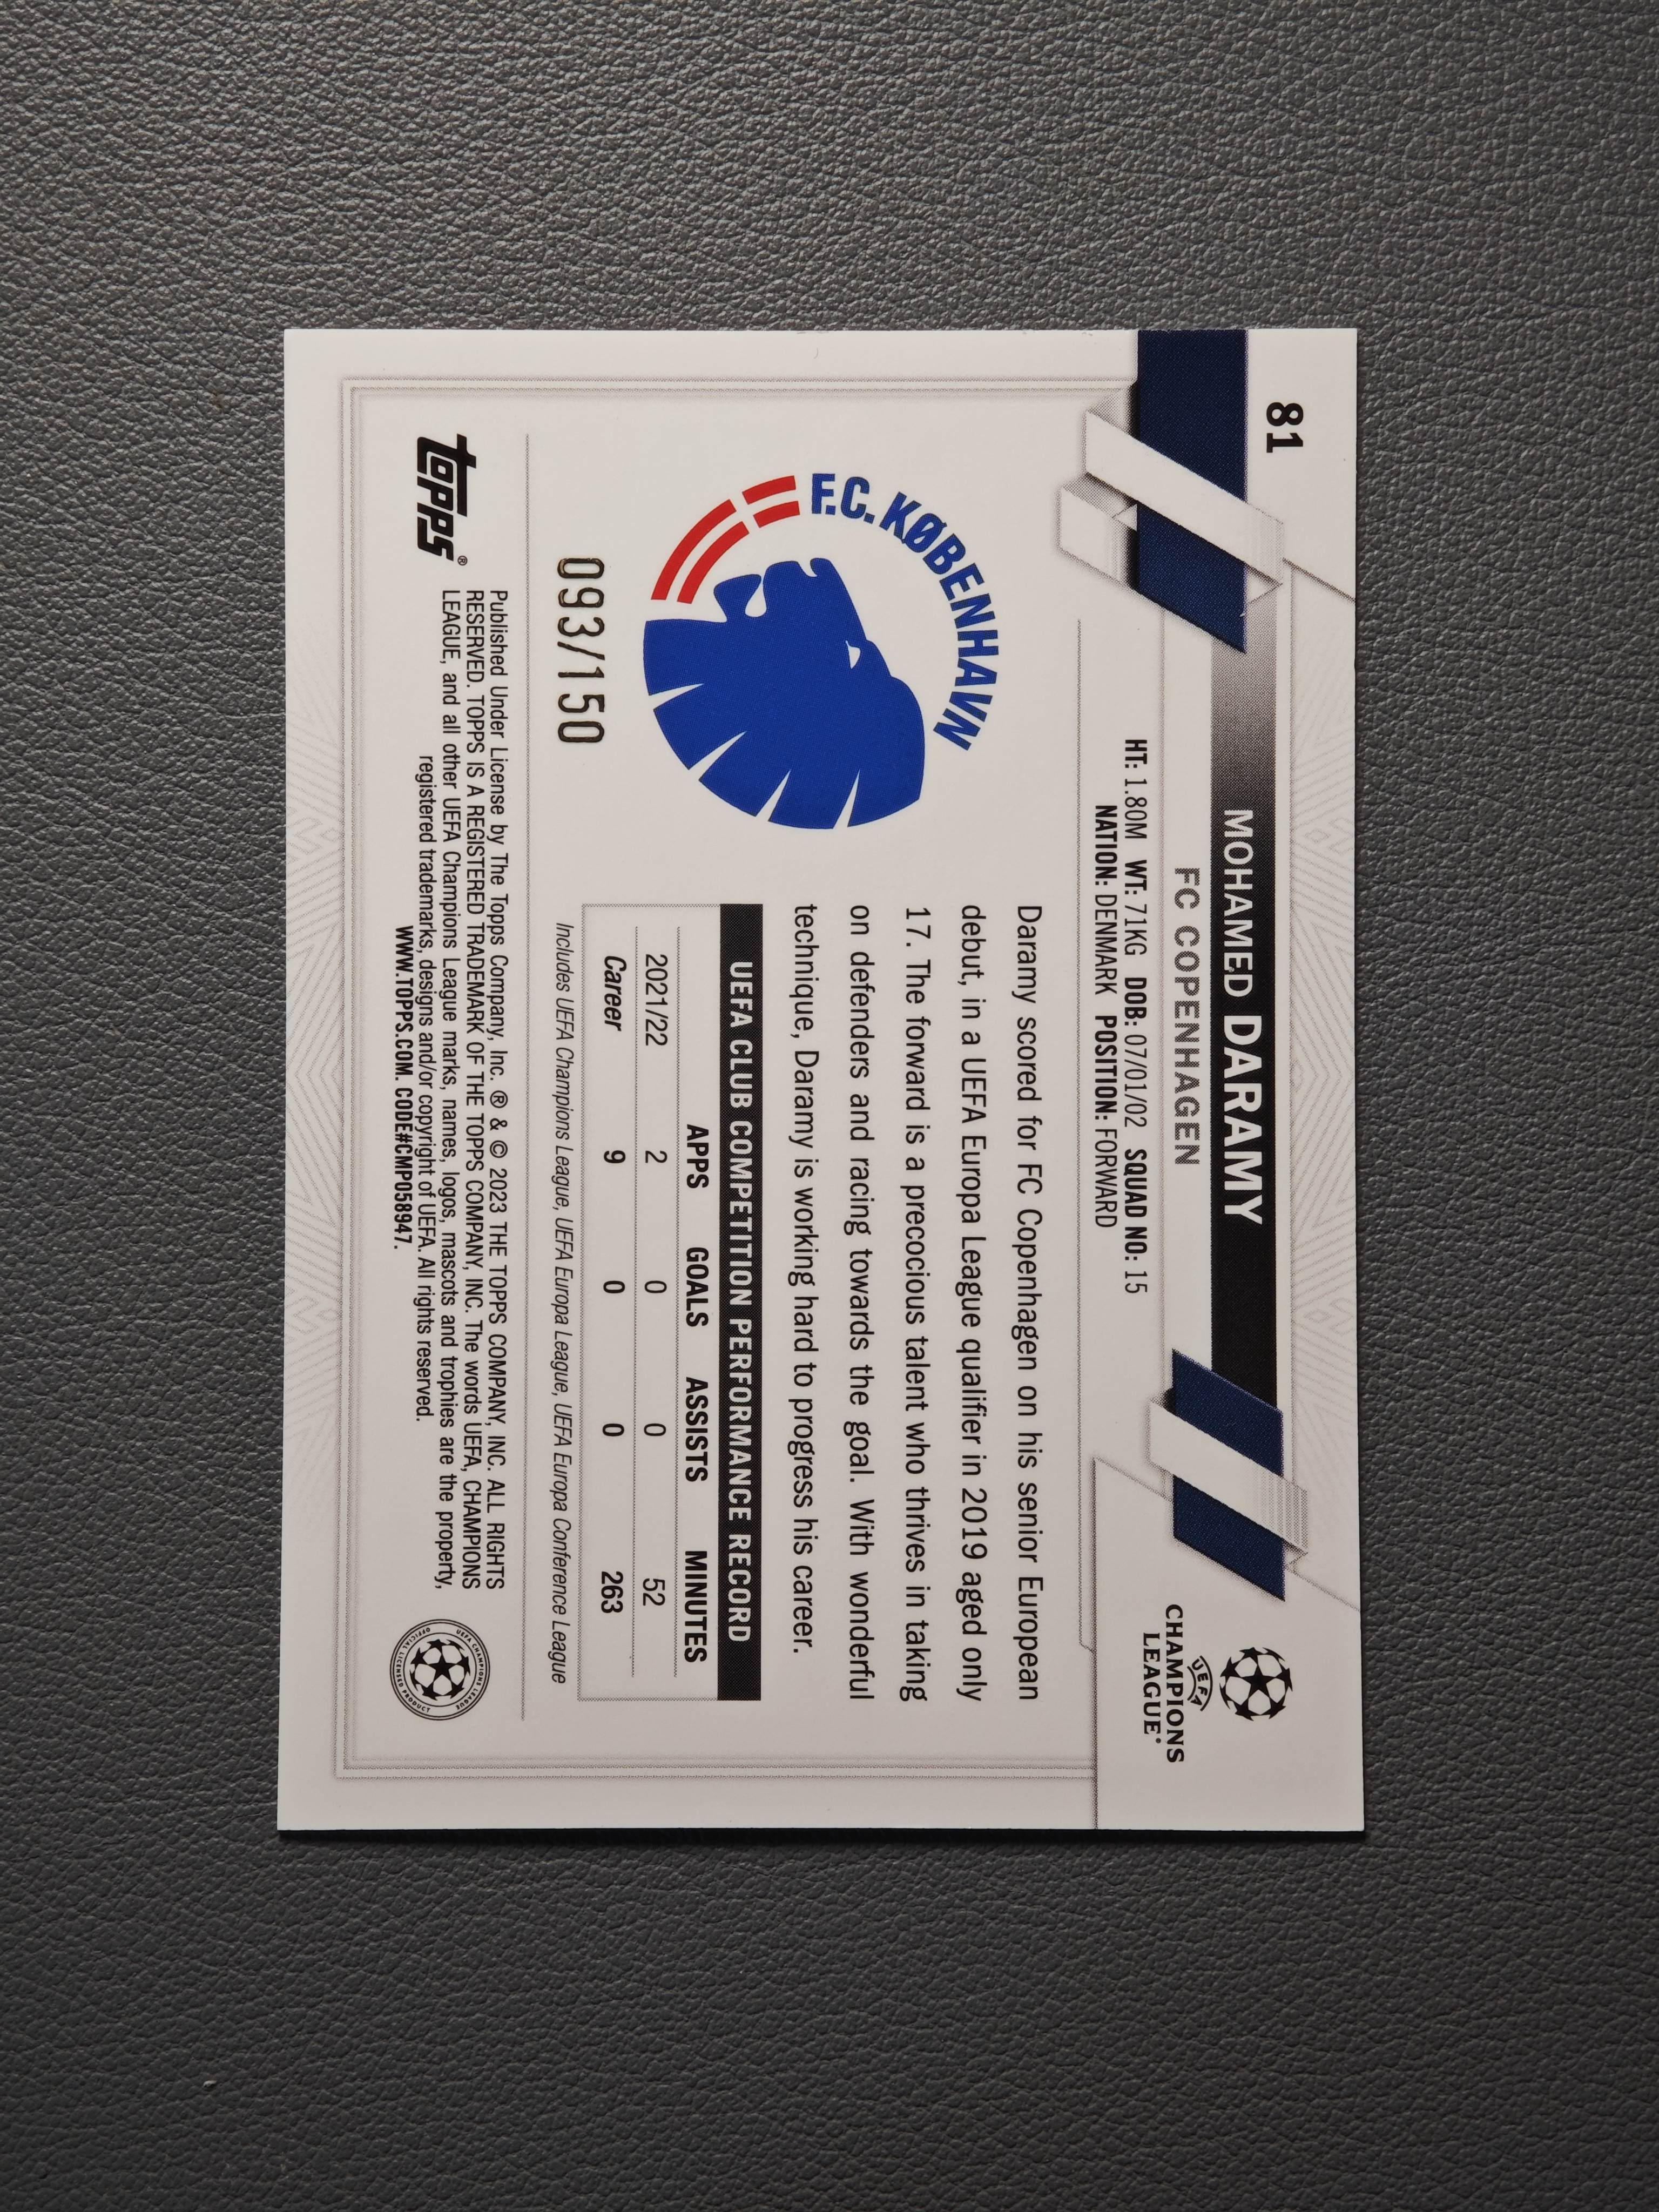 81
MOHAMED DARAMY
FC COPENHAGEN
HT: 1.80M WT: 71KG DOB: 07/01/02 SQUAD NO: 15
NATION: DENMARK POSITION: FORWARD
UEFA
CHAMPIONS
LEAGUE®
F.C. KØBENHAVN
093/150
Daramy scored for FC Copenhagen on his senior European
debut, in a UEFA Europa League qualifier in 2019 aged only
17. The forward is a precocious talent who thrives in taking
on defenders and racing towards the goal. With wonderful
technique, Daramy is working hard to progress his career.
UEFA CLUB COMPETITION PERFORMANCE RECORD
APPS GOALS ASSISTS MINUTES
2021/22 2 0 0 52
Career 9 0 0 263
Includes UEFA Champions League, UEFA Europa League, UEFA Europa Conference League
topps®
Published Under License by The Topps Company, Inc. ® & © 2023 THE TOPPS COMPANY, INC. ALL RIGHTS
RESERVED. TOPPS IS A REGISTERED TRADEMARK OF THE TOPPS COMPANY, INC. The words UEFA, CHAMPIONS
LEAGUE, and all other UEFA Champions League marks, names, logos, mascots and trophies are the property,
registered trademarks, designs and/or copyright of UEFA. All rights reserved.
WWW.TOPPS.COM. CODE#CMP058947.
UEFA CHAMPIONS LEAGUE
OFFICIAL LICENSED PRODUCT